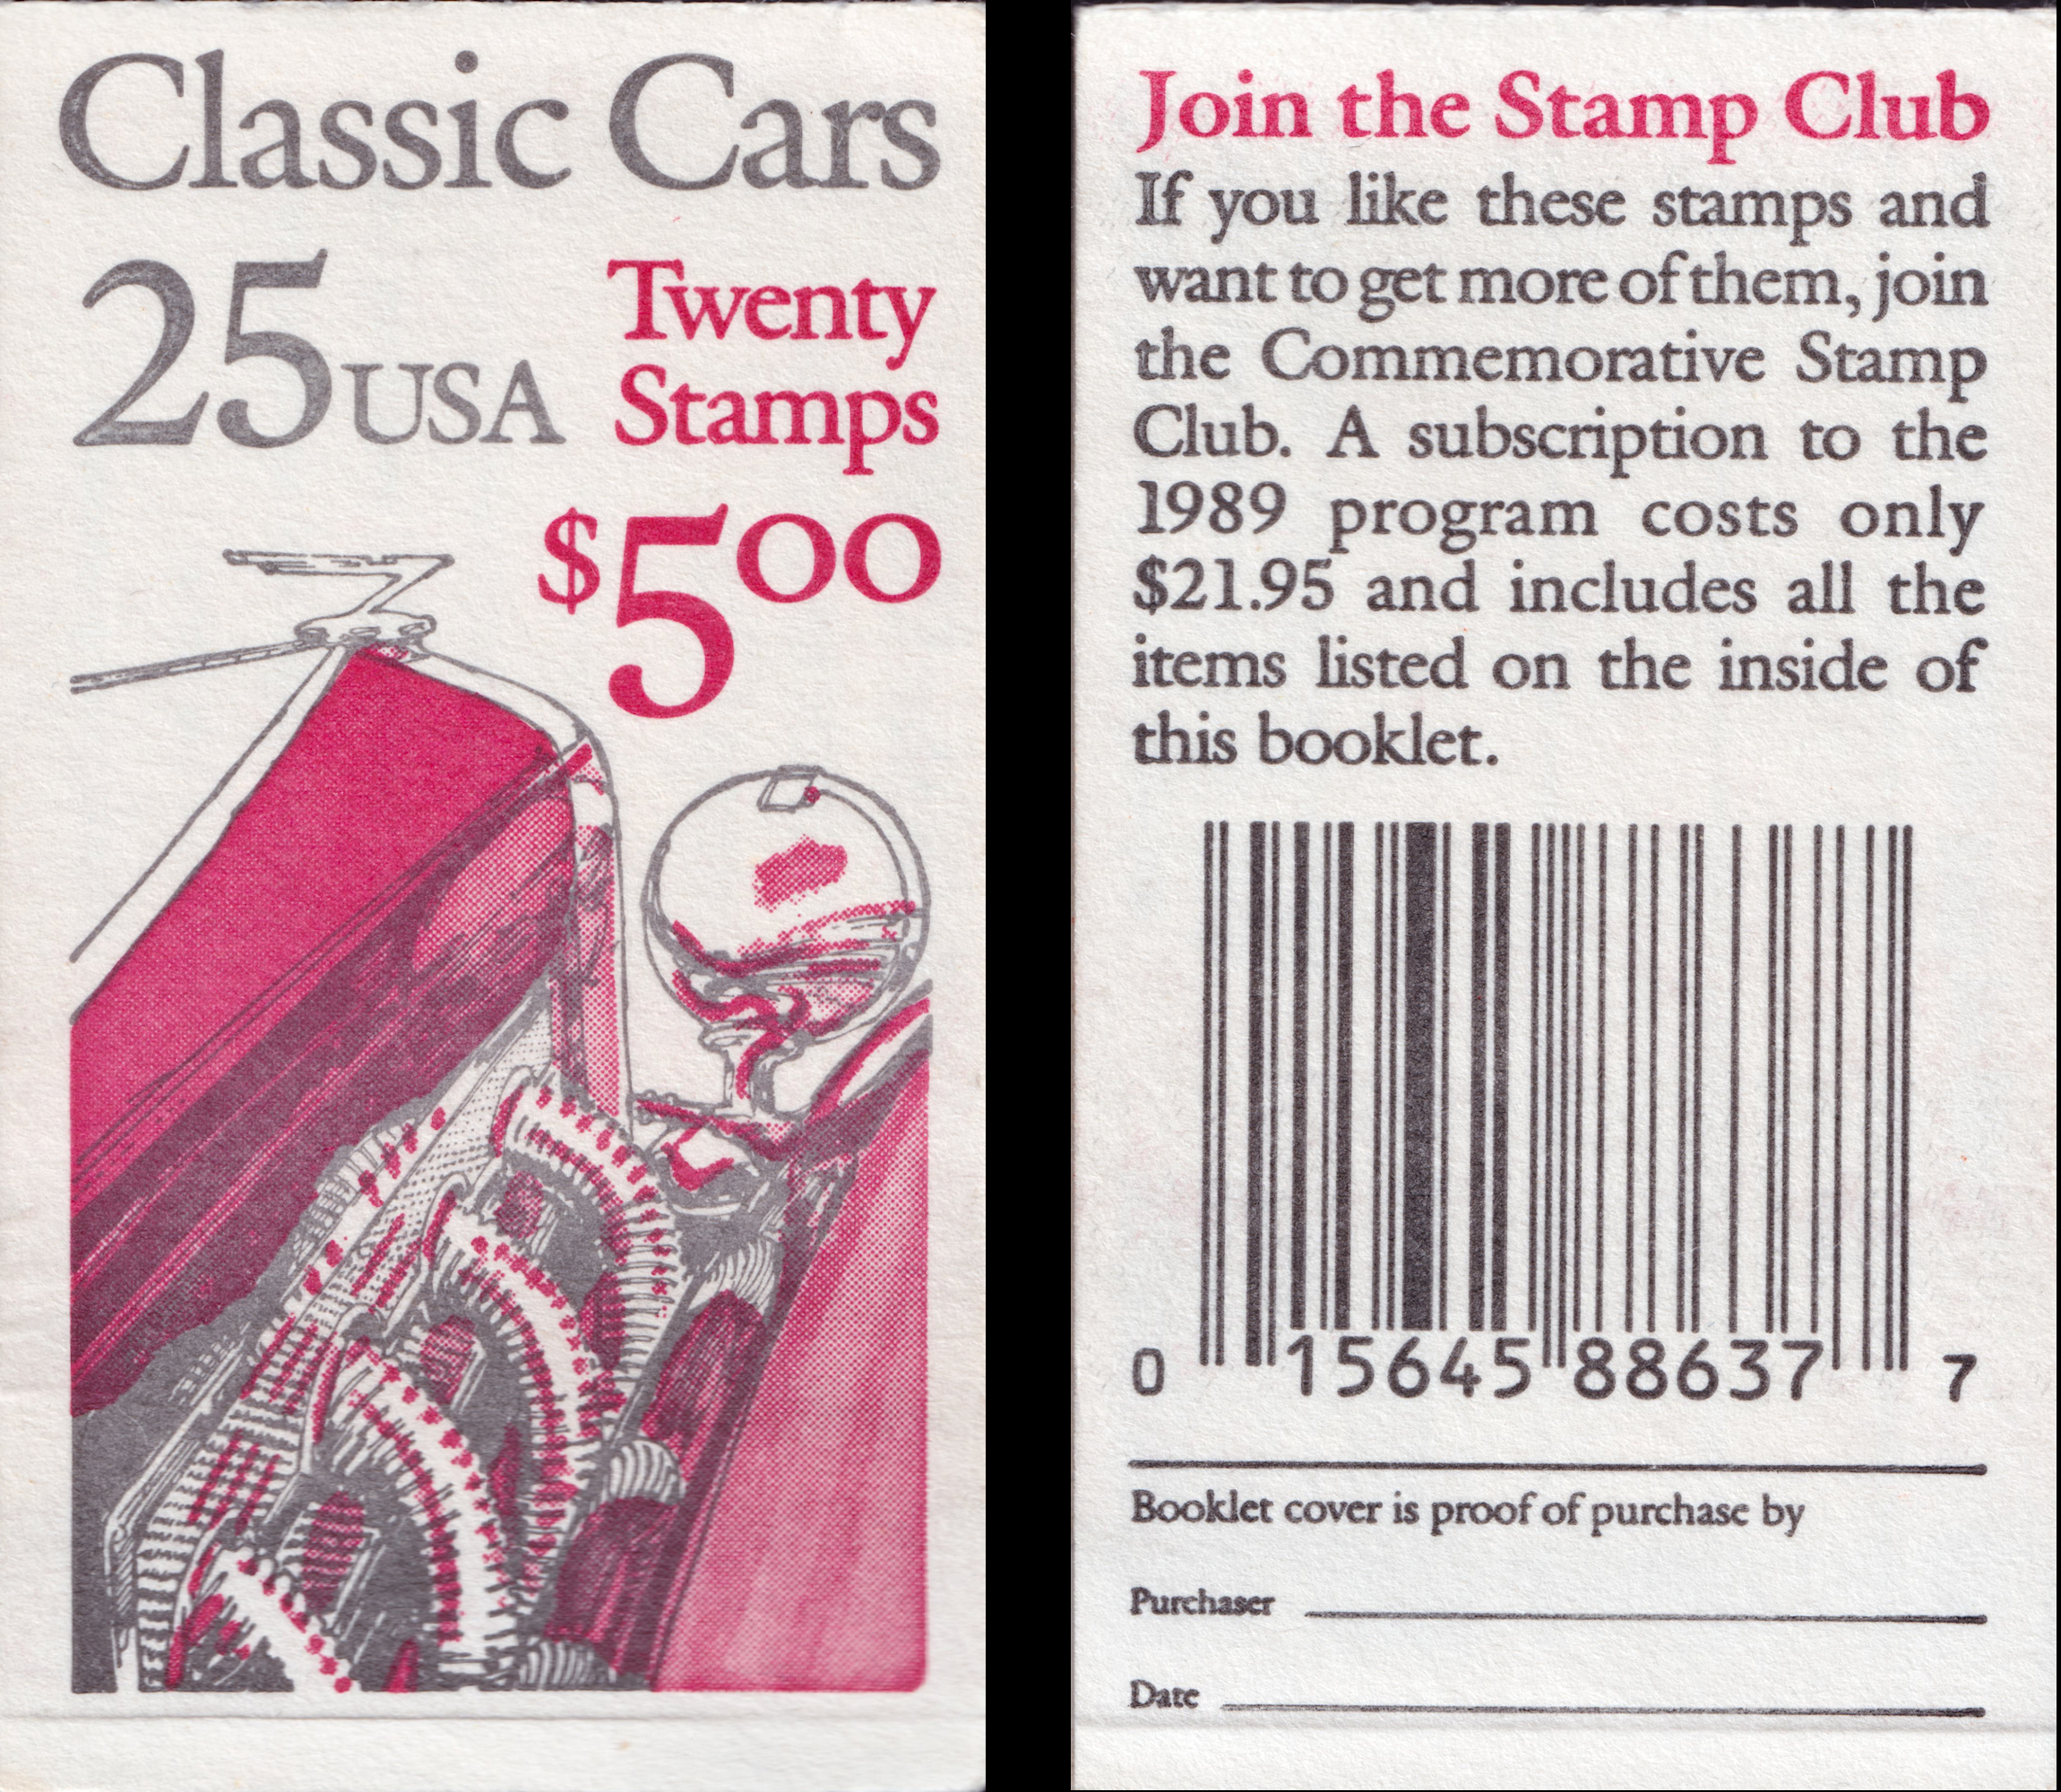 Classic Cars
25 USA
Twenty
Stamps
$5 00
Join the Stamp Club
If you like these stamps and
want to get more of them, join
the Commemorative Stamp
Club. A subscription to the
1989 program costs only
$21.95 and includes all the
items listed on the inside of
this booklet.
0 15645 88637 7
Booklet cover is proof of purchase by
Purchaser
Date